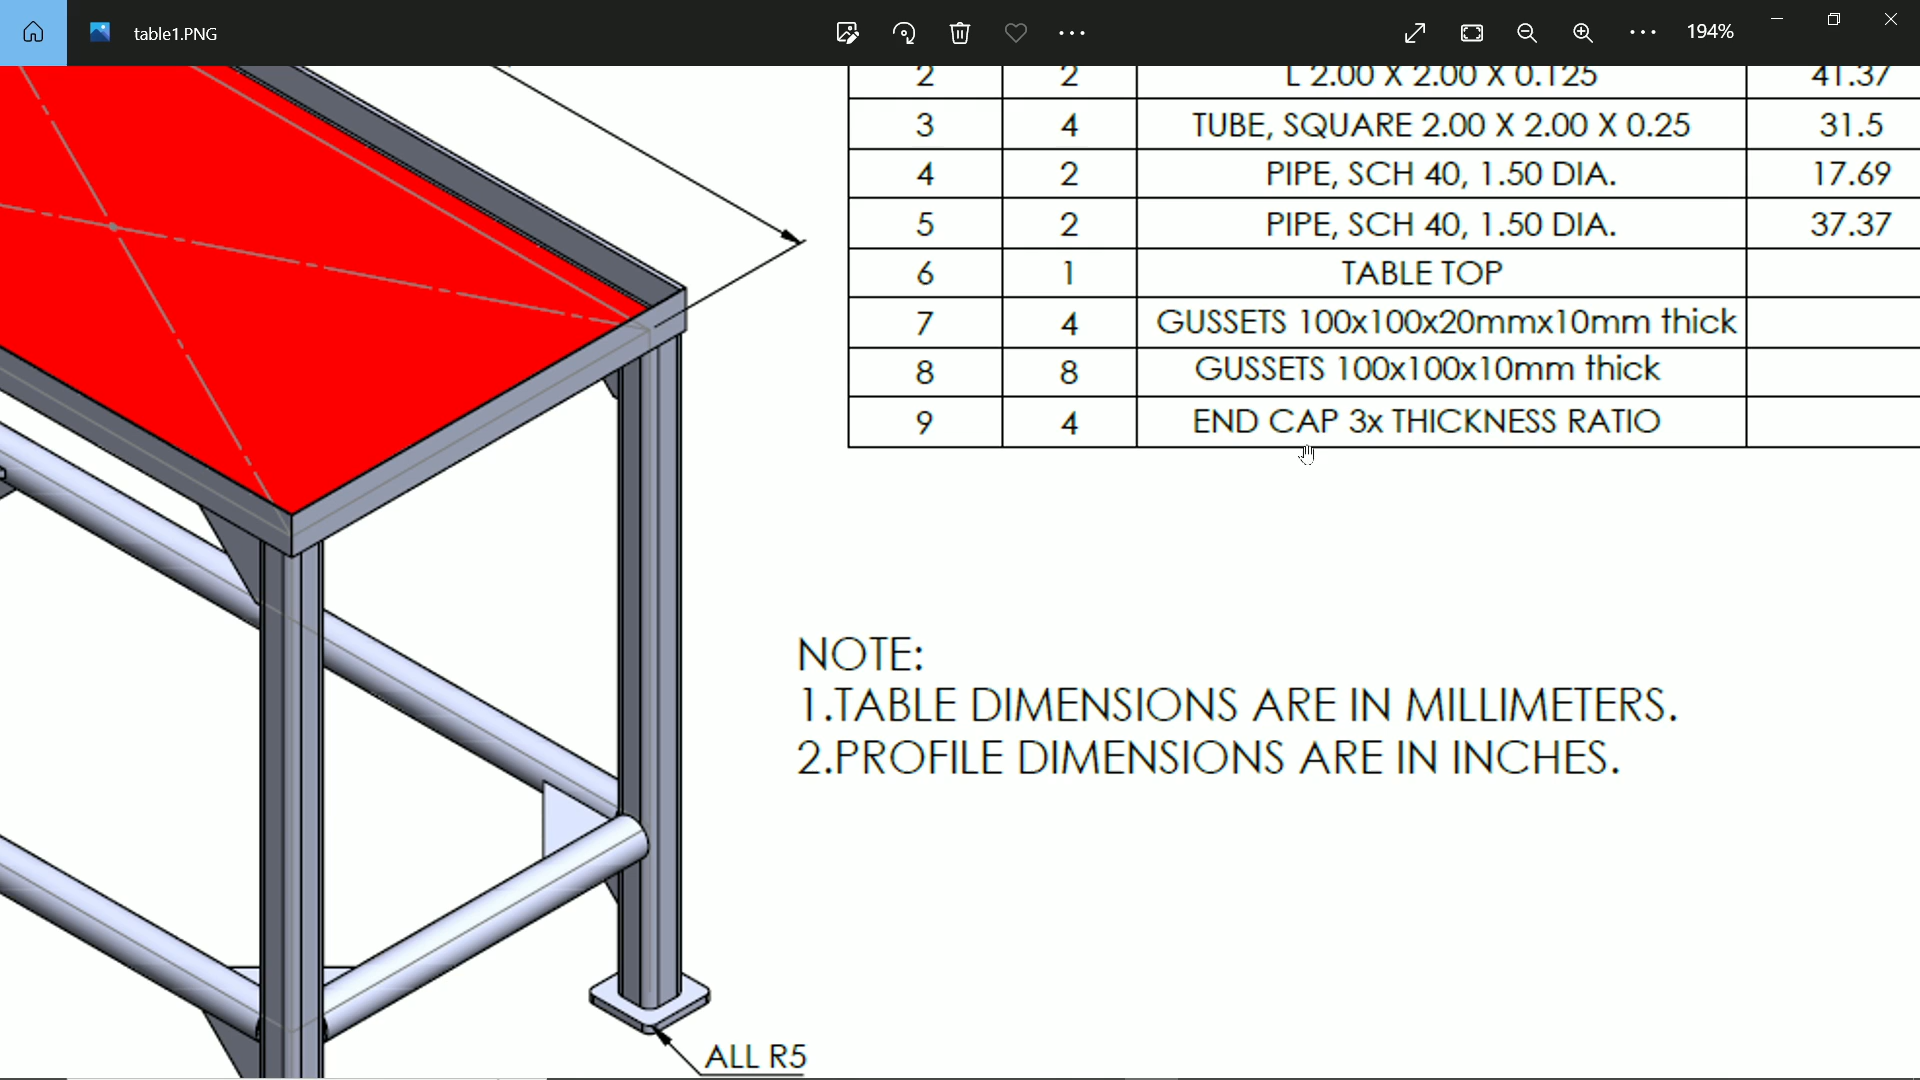 table1.PNG
194%
2 2 L 2.00 X 2.00 X 0.125 41.37
3 4 TUBE, SQUARE 2.00 X 2.00 X 0.25 31.5
4 2 PIPE, SCH 40, 1.50 DIA. 17.69
5 2 PIPE, SCH 40, 1.50 DIA. 37.37
6 1 TABLE TOP
7 4 GUSSETS 100x100x20mmx10mm thick
8 8 GUSSETS 100x100x10mm thick
9 4 END CAP 3x THICKNESS RATIO
NOTE:
1.TABLE DIMENSIONS ARE IN MILLIMETERS.
2.PROFILE DIMENSIONS ARE IN INCHES.
ALL R5